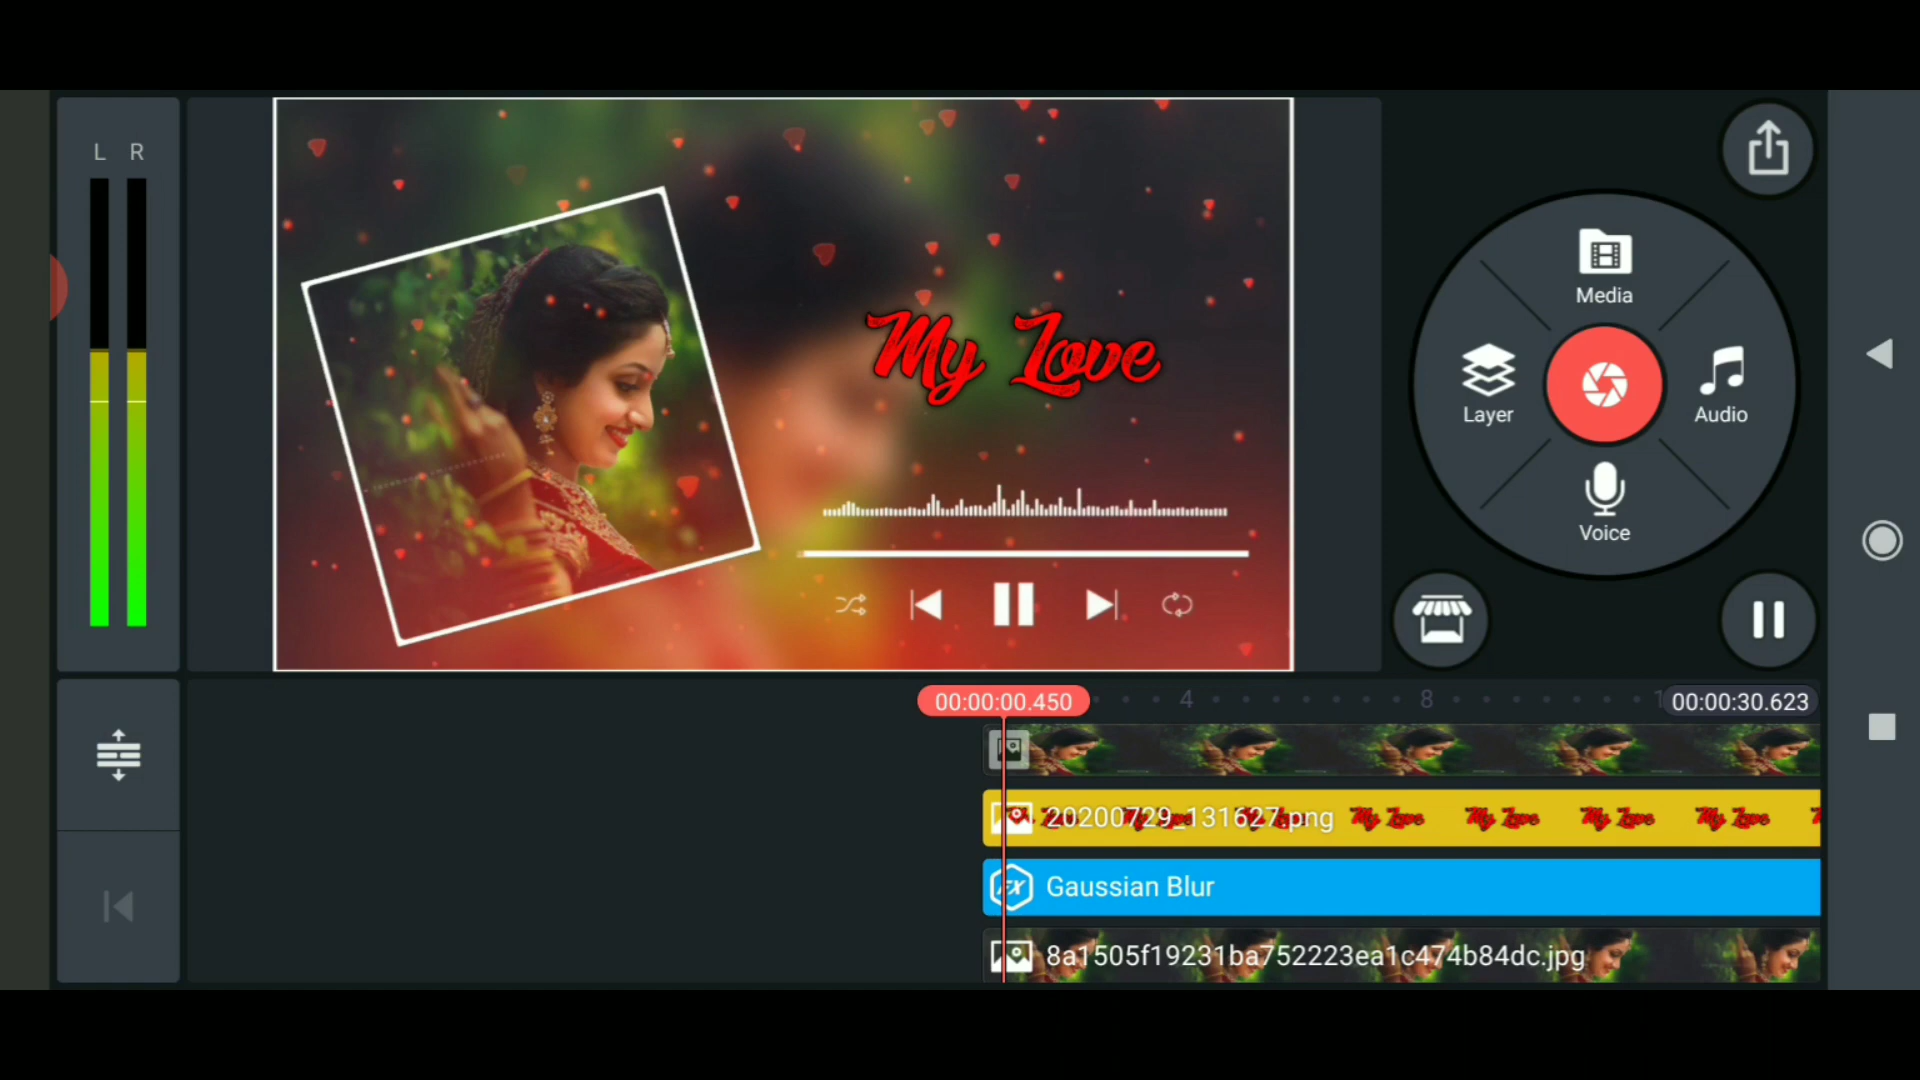 L R
My Love
Media
Layer
Audio
Voice
00:00:00.450
4
8
00:00:30.623
20200729_131627.png
My Love My Love My Love My Love
Gaussian Blur
8a1505f19231ba752223ea1c474b84dc.jpg